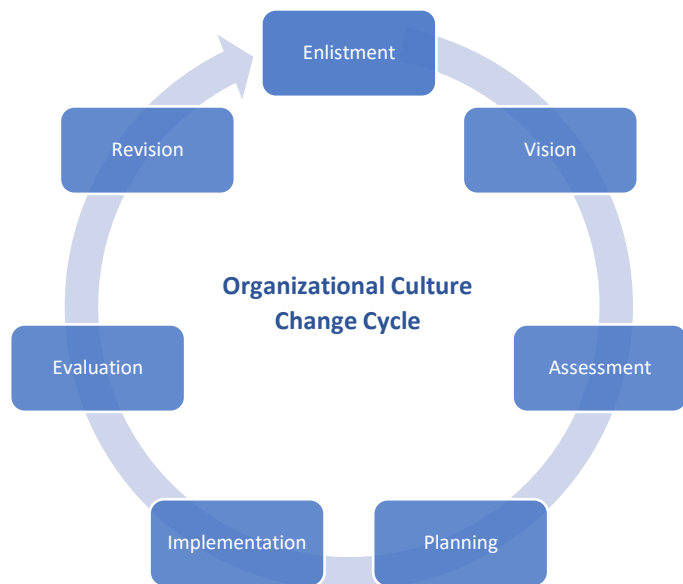 Enlistment
Vision
Assessment
Planning
Implementation
Evaluation
Revision
Organizational Culture
Change Cycle